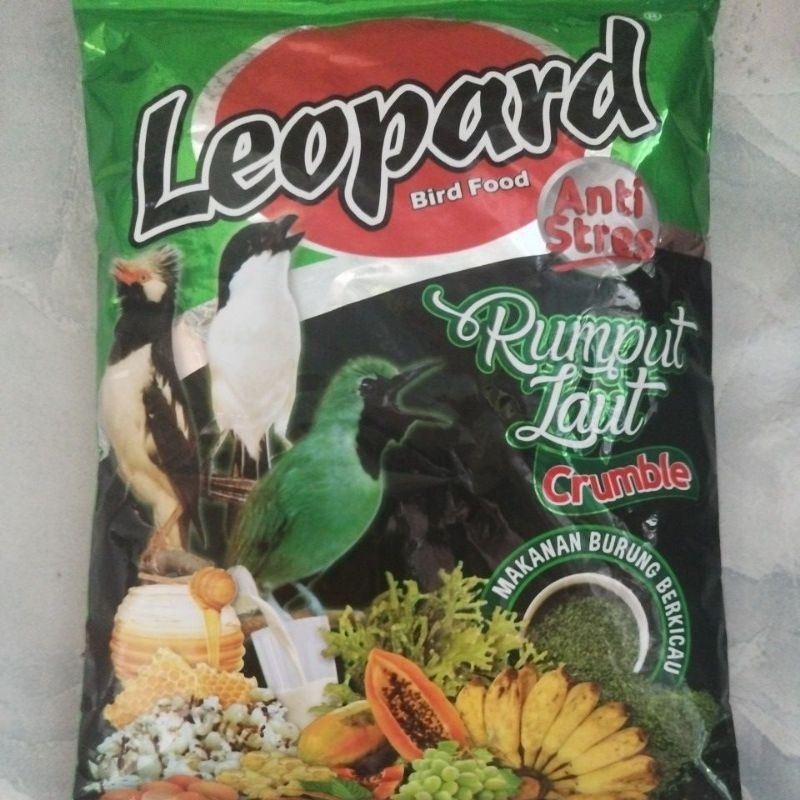 Leopard®
Bird Food
Anti
Stres
Rumput
Laut
Crumble
MAKANAN BURUNG BERKICAU